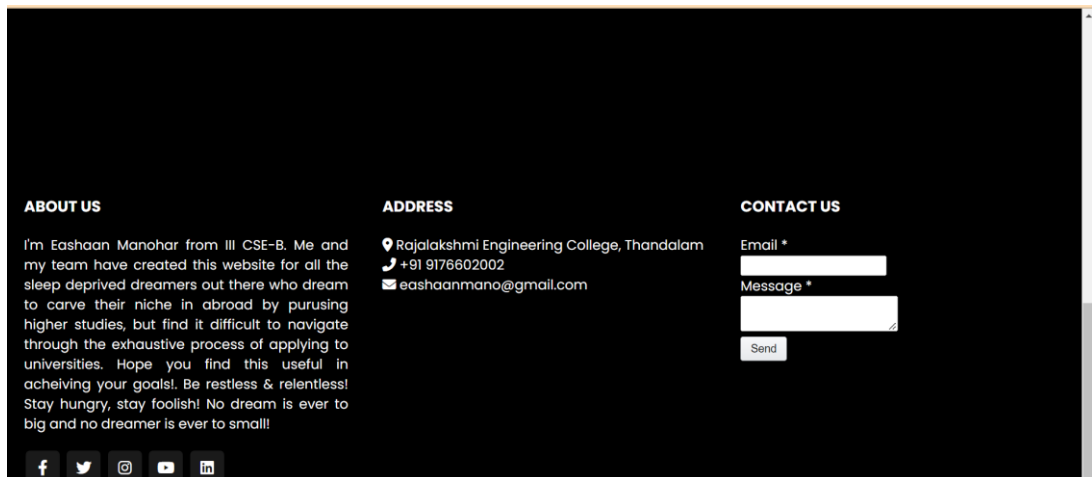 ABOUT US
I'm Eashaan Manohar from III CSE-B. Me and
my team have created this website for all the
sleep deprived dreamers out there who dream
to carve their niche in abroad by purusing
higher studies, but find it difficult to navigate
through the exhaustive process of applying to
universities. Hope you find this useful in
acheiving your goals!. Be restless & relentless!
Stay hungry, stay foolish! No dream is ever to
big and no dreamer is ever to small!
ADDRESS
Rajalakshmi Engineering College, Thandalam
+91 9176602002
eashaanmano@gmail.com
CONTACT US
Email *
Message *
Send